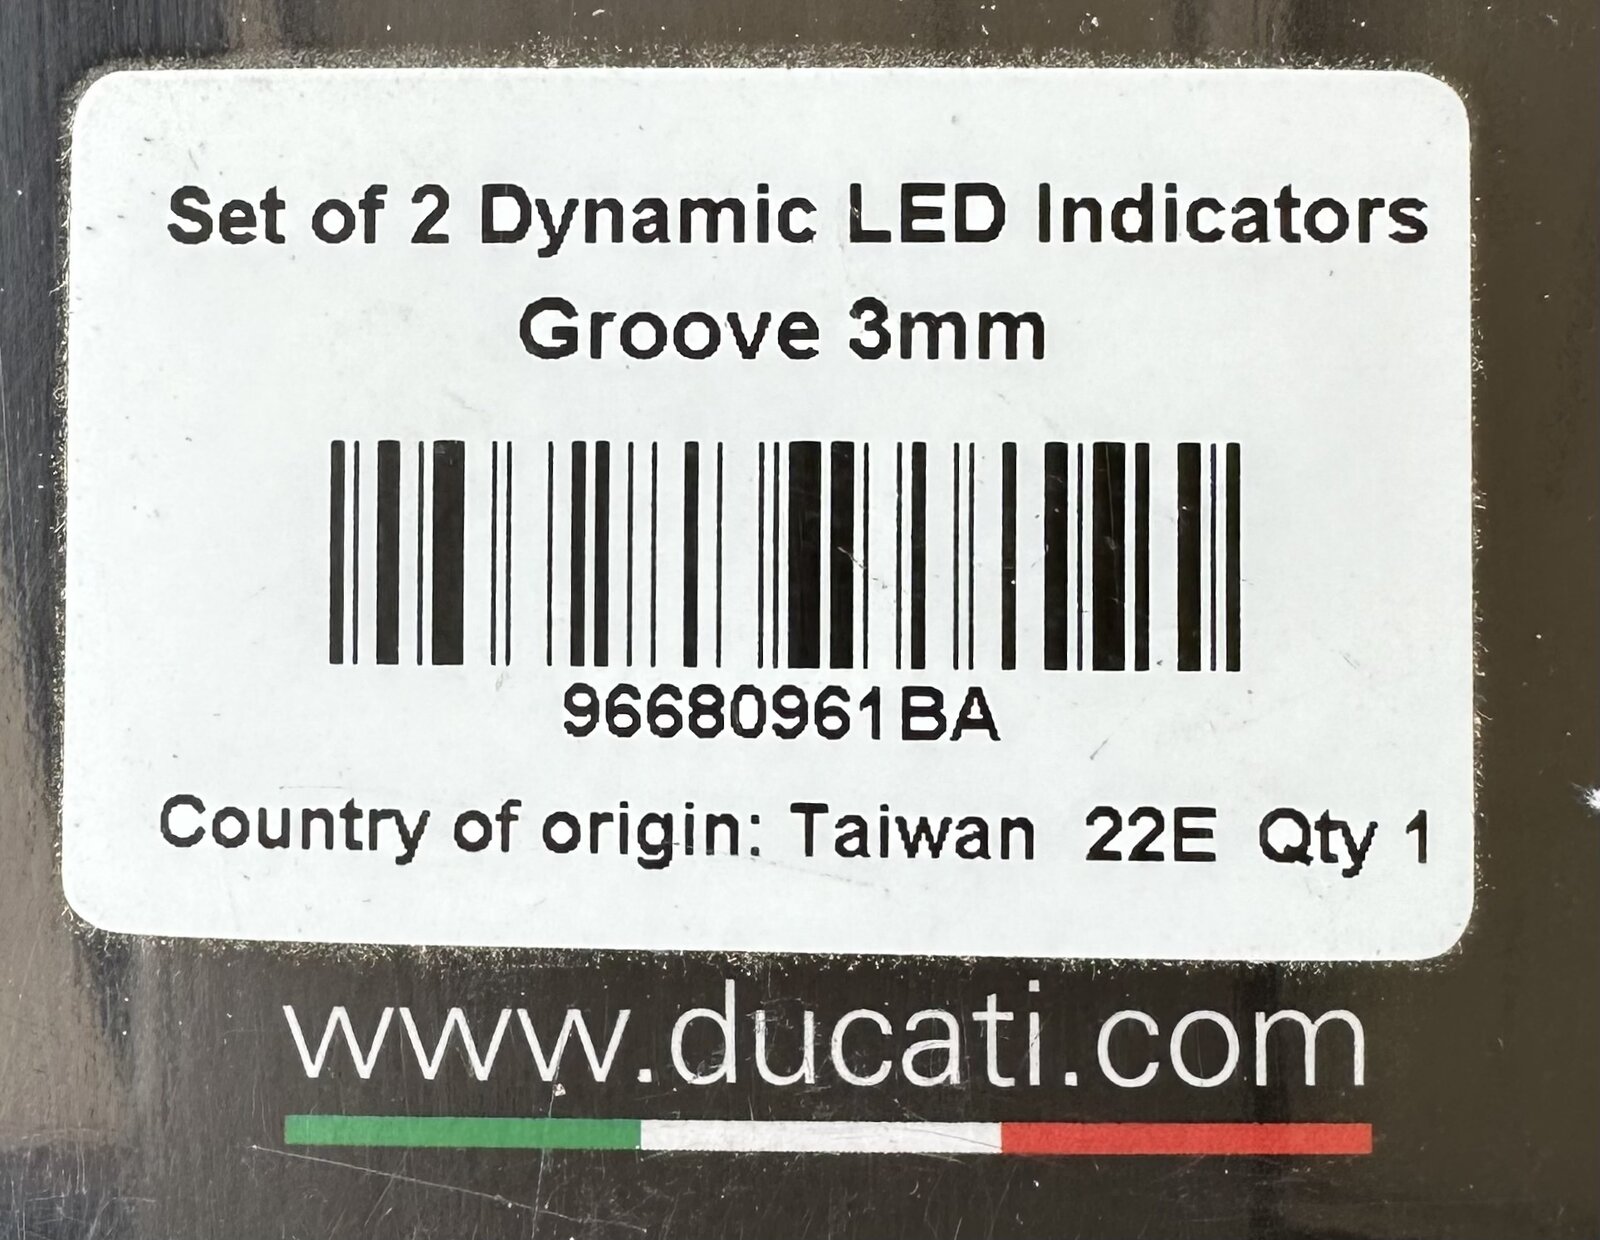 Set of 2 Dynamic LED Indicators
Groove 3mm
96680961BA
Country of origin: Taiwan 22E Qty 1
www.ducati.com